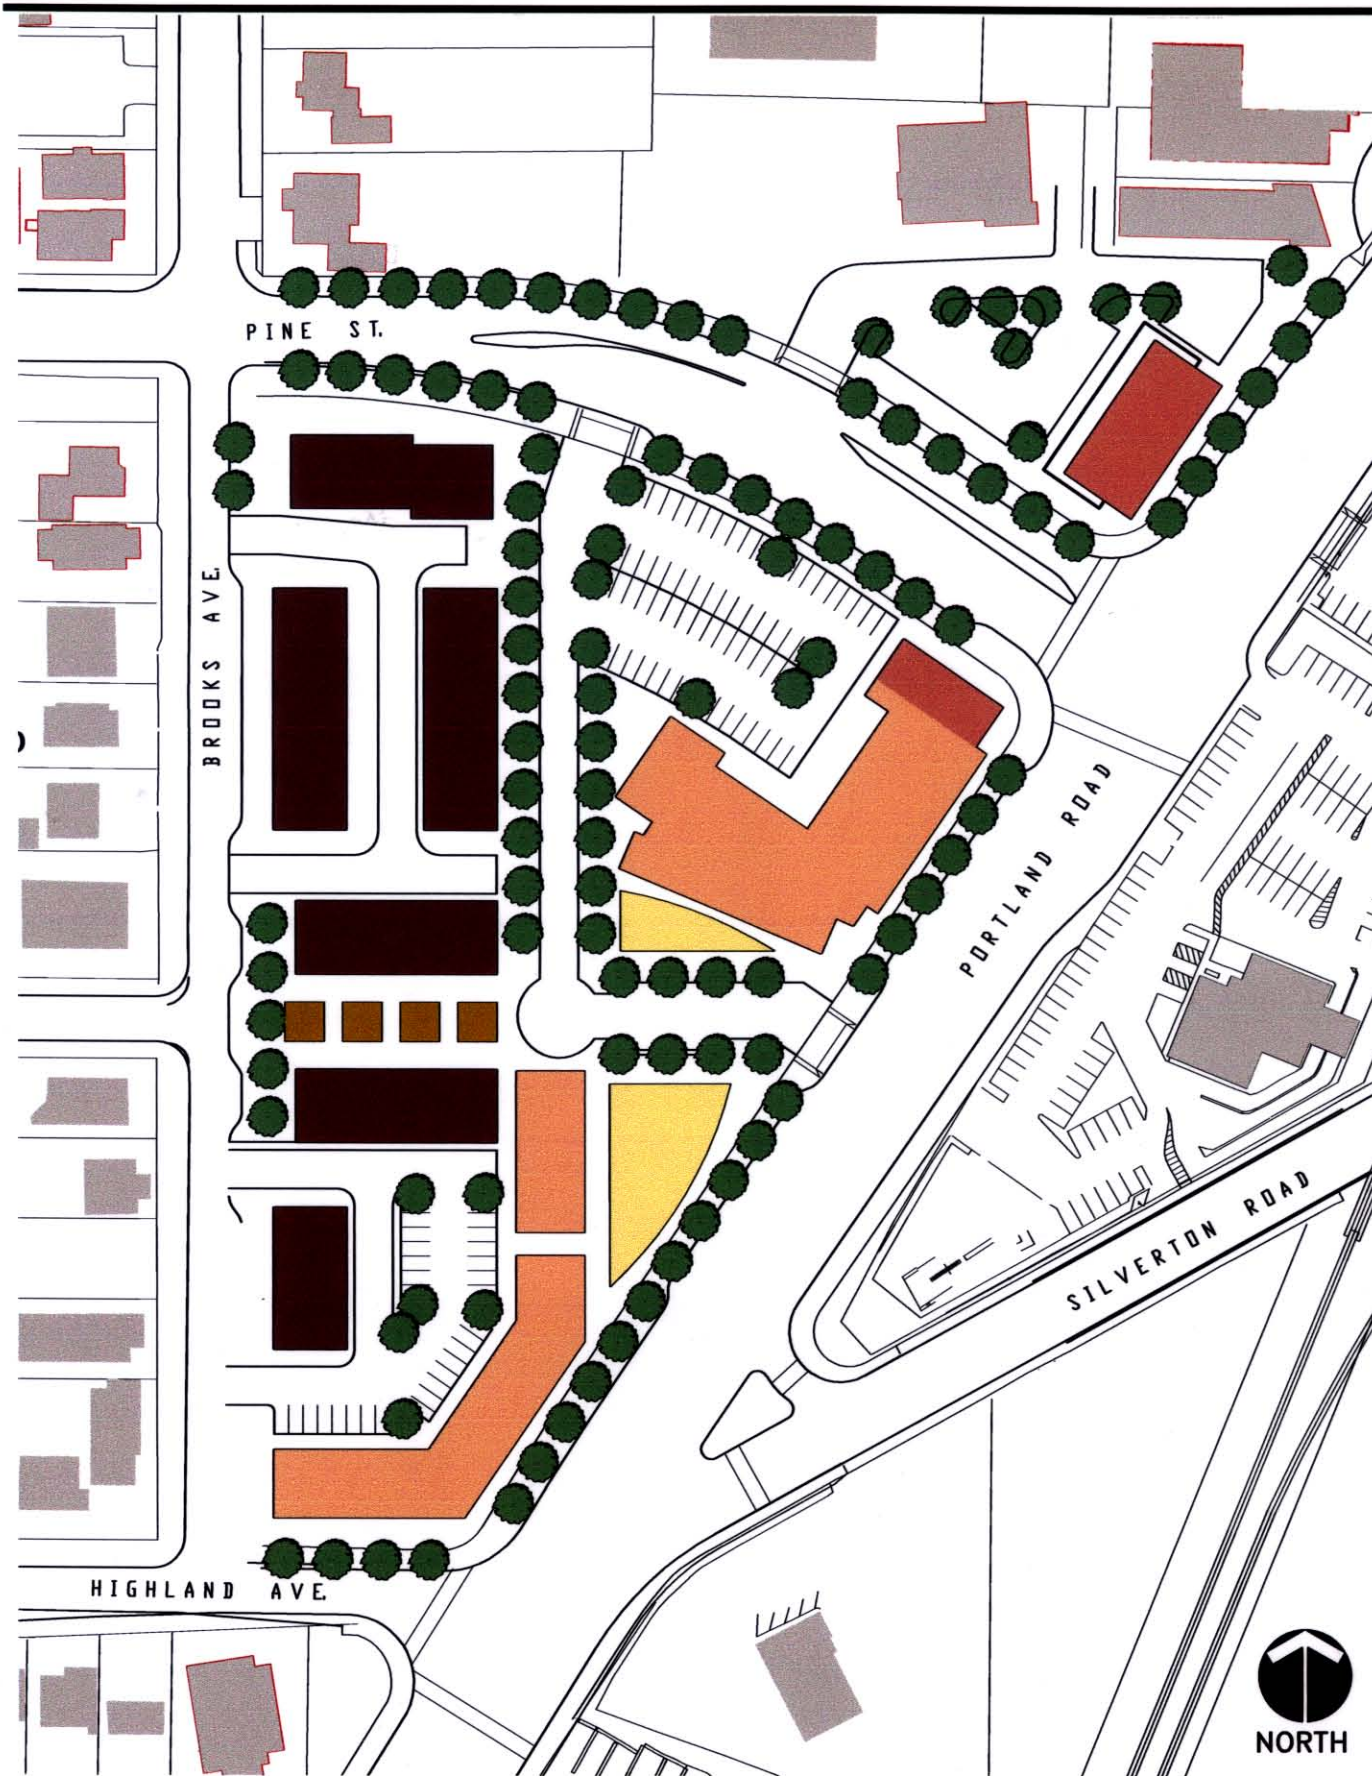 PINE ST.
BROOKS AVE.
PORTLAND ROAD
SILVERTON ROAD
HIGHLAND AVE.
NORTH